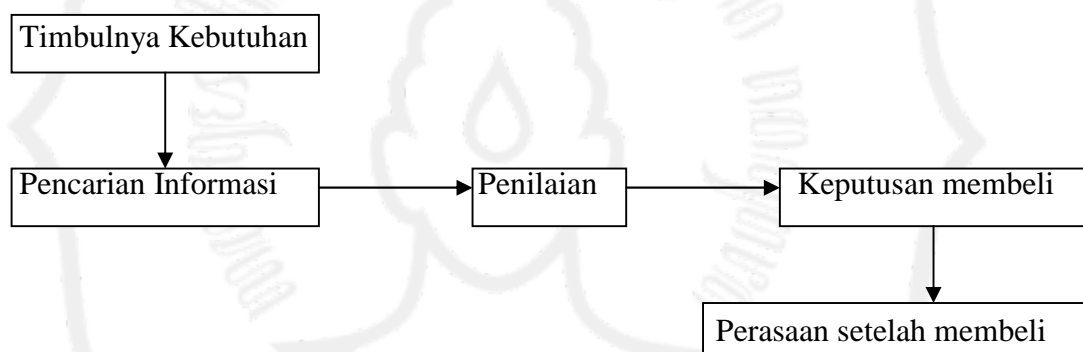 Timbulnya Kebutuhan
Pencarian Informasi
Penilaian
Keputusan membeli
Perasaan setelah membeli